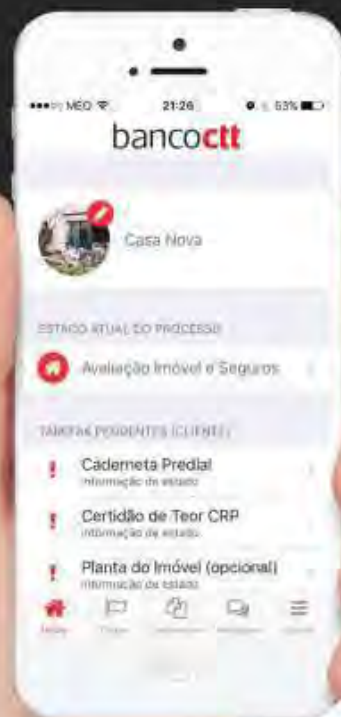 MEO 21:26 63%
bancoctt
Casa Nova
ESTADO ATUAL DO PROCESSO
Avaliação Imóvel e Seguros
TAREFAS PENDENTES (CLIENTE)
Caderneta Predial
Informação de estado
Certidão de Teor CRP
Informação de estado
Planta do Imóvel (opcional)
Informação de estado